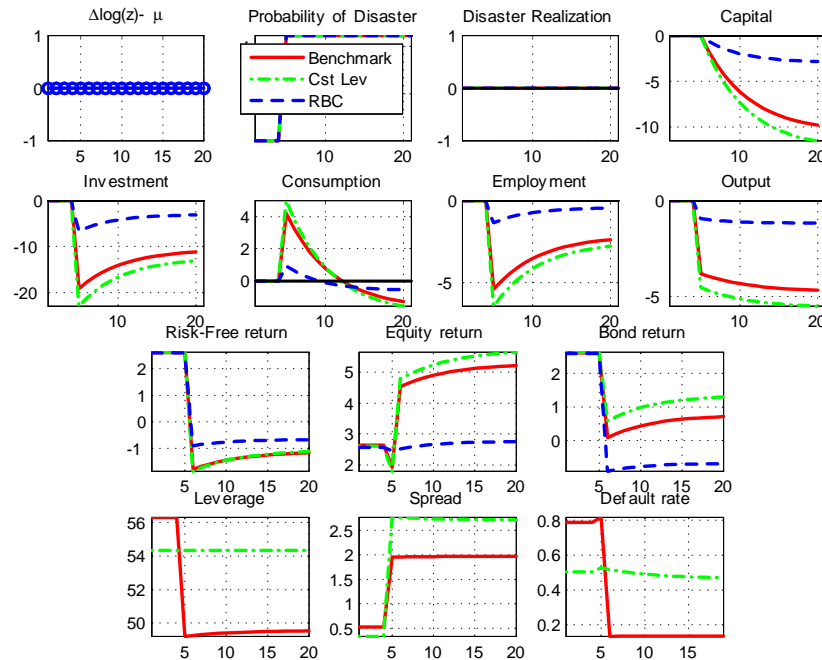 Δlog(z)- μ
Probability of Disaster
Disaster Realization
Capital
1
0
-1
10 15 20
1
0
-1
Benchmark
Cst Lev
RBC
10 20
1
0
-1
10 20
0
-5
-10
10 20
Investment
Consumption
Employment
Output
0
-10
-20
10 20
4
2
0
10 20
0
-5
10 20
0
-5
10 20
Risk-Free return
Equity return
Bond return
2
1
0
-1
5 10 15 20
5
4
3
2
5 10 15 20
2
1
0
5 10 15 20
Leverage
Spread
Default rate
56
54
52
50
5 10 15 20
2.5
2
1.5
1
0.5
5 10 15 20
0.8
0.6
0.4
0.2
5 10 15